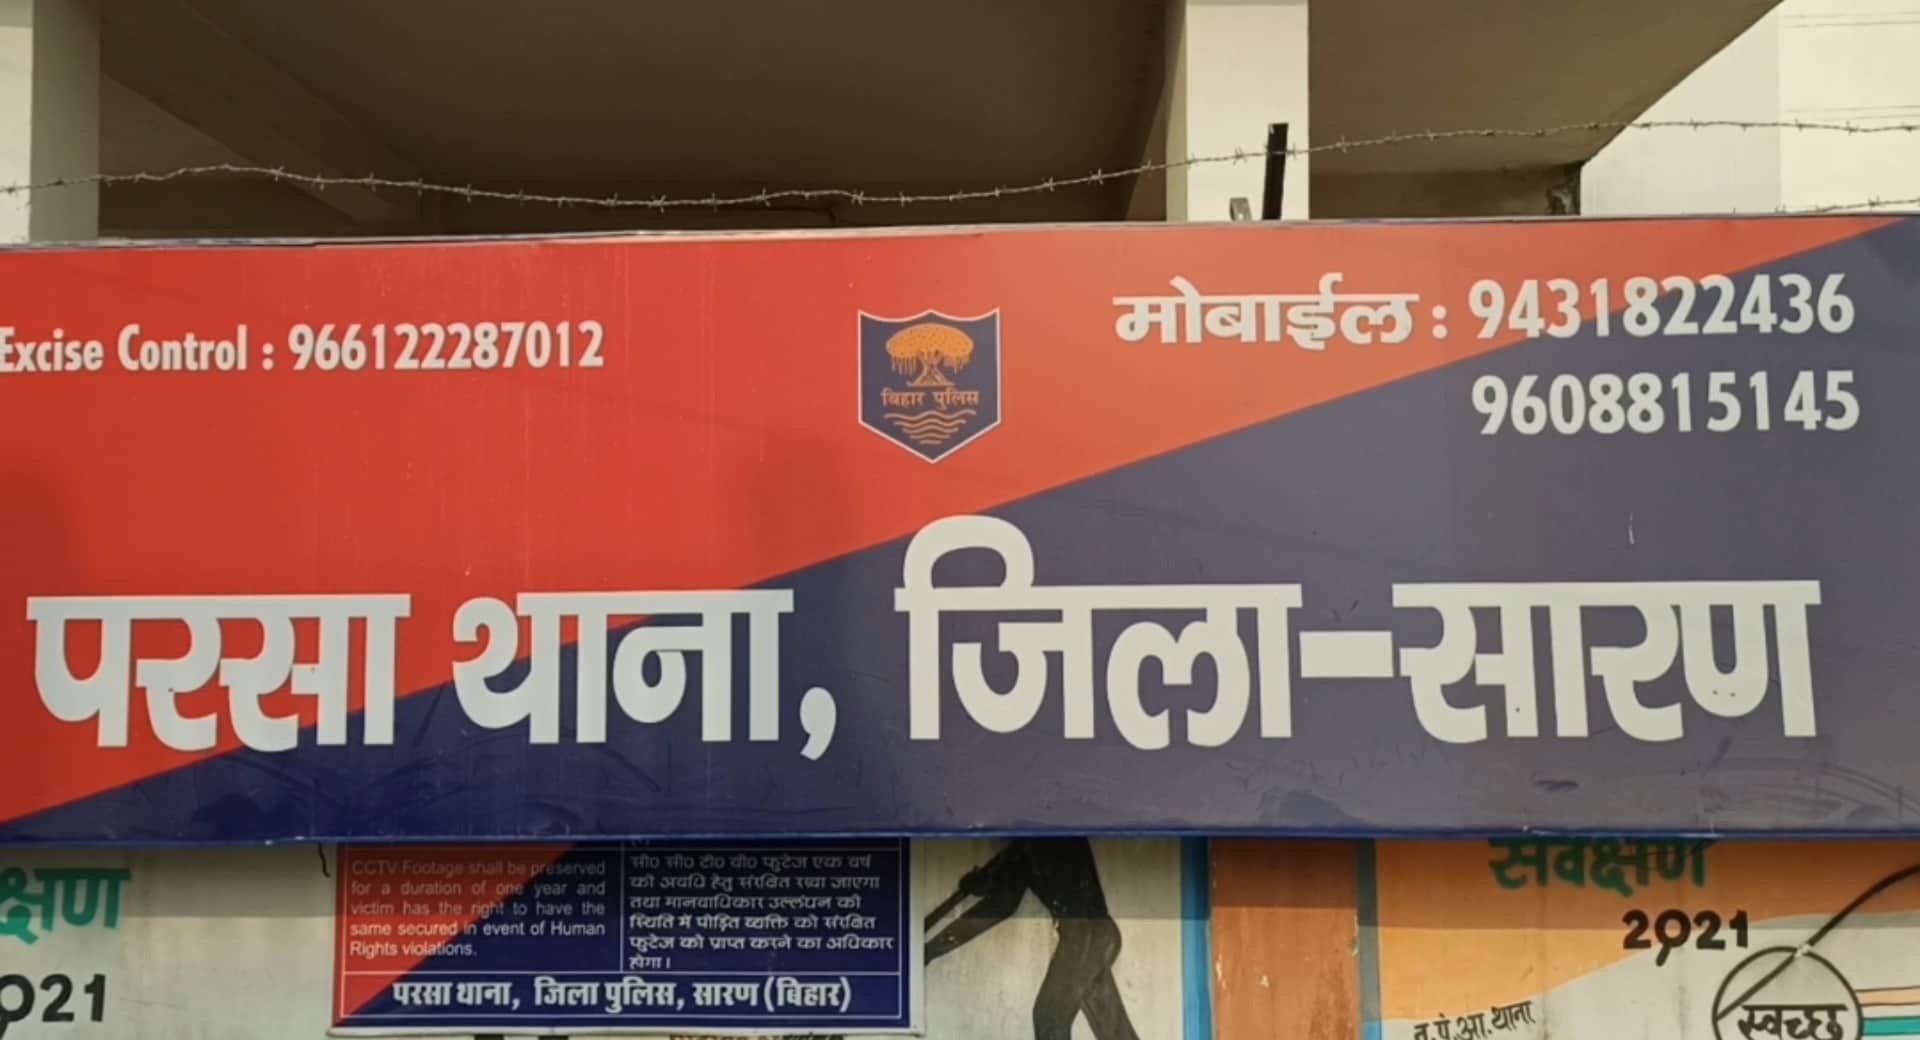 Excise Control : 966122287012
बिहार पुलिस
मोबाईल : 9431822436
9608815145
परसा थाना, जिला-सारण
क्षण
2021
CCTV Footage shall be preserved
for a duration of one year and
victim has the right to have the
same secured in event of Human
Rights violations.
सी० सी० टी० वी० फुटेज एक वर्ष
की अवधि हेतु संरक्षित रखा जाएगा
तथा मानवाधिकार उल्लंघन की
स्थिति में पीड़ित व्यक्ति को संरक्षित
फुटेज को प्राप्त करने का अधिकार
होगा।
परसा थाना, जिला पुलिस, सारण (बिहार)
सर्वेक्षण
2021
न.पं.आ.थाना
स्वच्छ